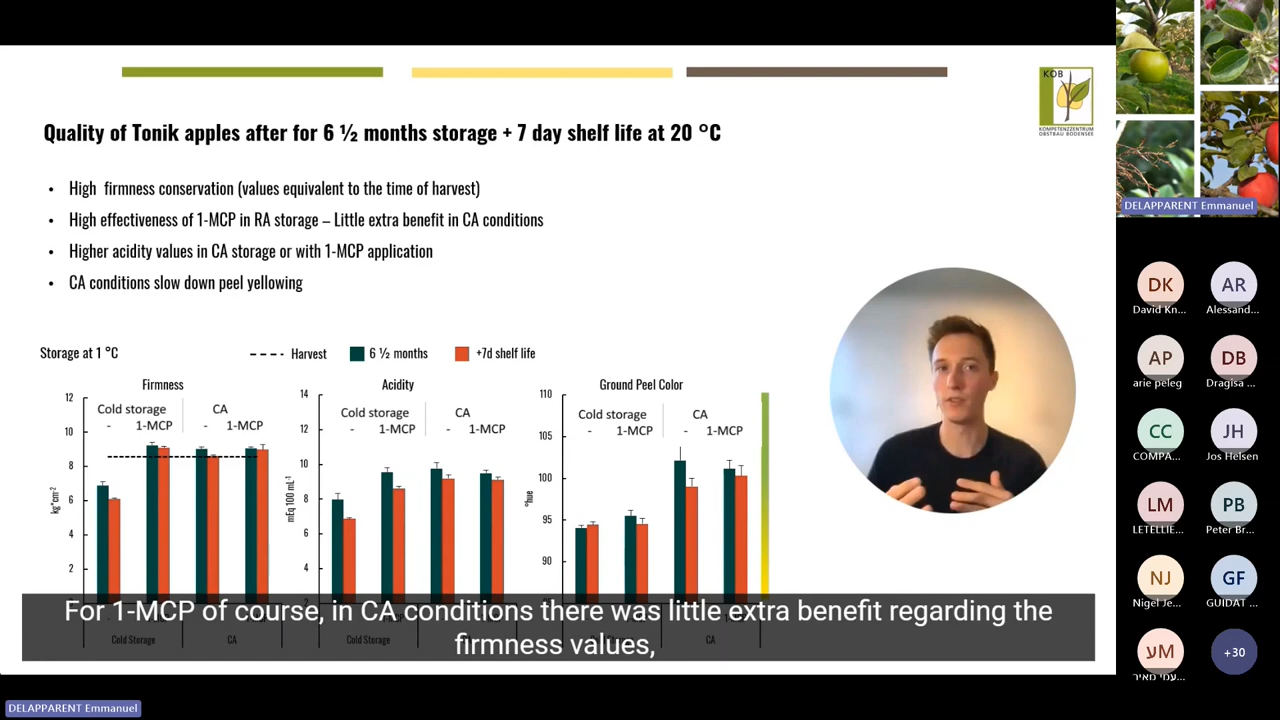 KOB
KOMPETENZZENTRUM
OBSTBAU BODENSEE
Quality of Tonik apples after for 6 ½ months storage + 7 day shelf life at 20 °C
• High firmness conservation (values equivalent to the time of harvest)
• High effectiveness of 1-MCP in RA storage – Little extra benefit in CA conditions
• Higher acidity values in CA storage or with 1-MCP application
• CA conditions slow down peel yellowing
Storage at 1 °C
Harvest
6 ½ months
+7d shelf life
Firmness
Cold storage
CA
- 1-MCP - 1-MCP
kg*cm-2
12
10
8
6
4
2
Cold Storage
CA
Acidity
Cold storage
CA
- 1-MCP - 1-MCP
mEq 100 mL-1
14
12
10
8
6
4
Cold Storage
CA
Ground Peel Color
Cold storage
CA
- 1-MCP - 1-MCP
°hue
110
105
100
95
90
CA
For 1-MCP of course, in CA conditions there was little extra benefit regarding the
firmness values,
DELAPPARENT Emmanuel
DELAPPARENT Emmanuel
DK
David Kn...
AR
Alessand...
AP
arie peleg
DB
Dragisa ...
CC
COMPA...
JH
Jos Helsen
LM
LETELLIE...
PB
Peter Br...
NJ
Nigel Je...
GF
GUIDAT ...
עM
עמי מאיר...
+30